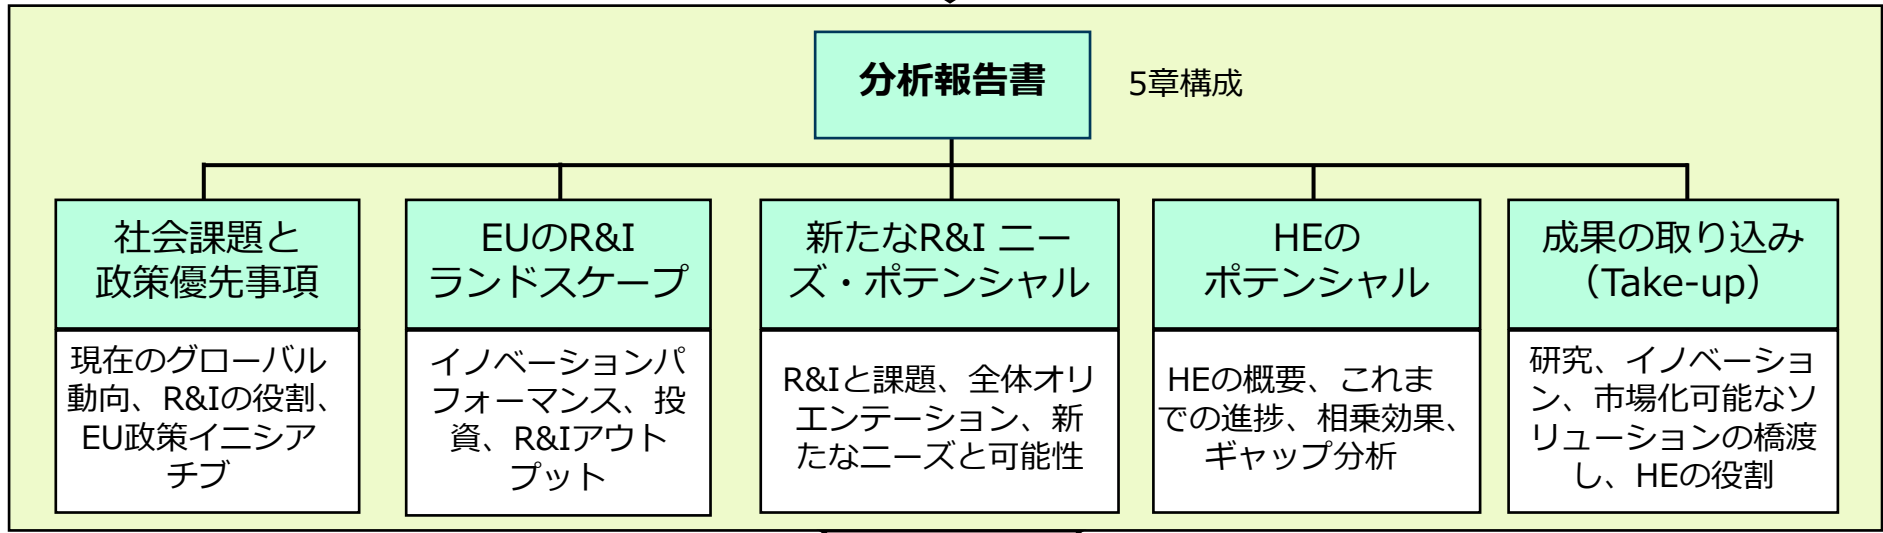 分析報告書
5章構成
社会課題と
政策優先事項
現在のグローバル
動向、R&Iの役割、
EU政策イニシア
チブ
EUのR&I
ランドスケープ
イノベーションパ
フォーマンス、投
資、R&Iアウト
プット
新たなR&I ニー
ズ・ポテンシャル
R&Iと課題、全体オリ
エンテーション、新
たなニーズと可能性
HEの
ポテンシャル
HEの概要、これま
での進捗、相乗効果、
ギャップ分析
成果の取り込み
（Take-up）
研究、イノベーショ
ン、市場化可能なソ
リューションの橋渡
し、HEの役割